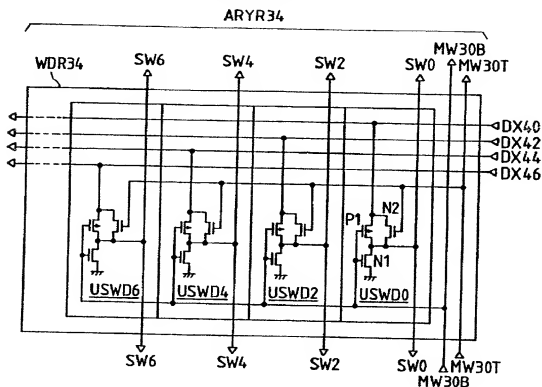 ARYR34
WDR34
SW6
SW4
SW2
SW0
MW30B
MW30T
DX40
DX42
DX44
DX46
P1
N2
N1
USWD6
USWD4
USWD2
USWD0
SW6
SW4
SW2
SW0
MW30T
MW30B